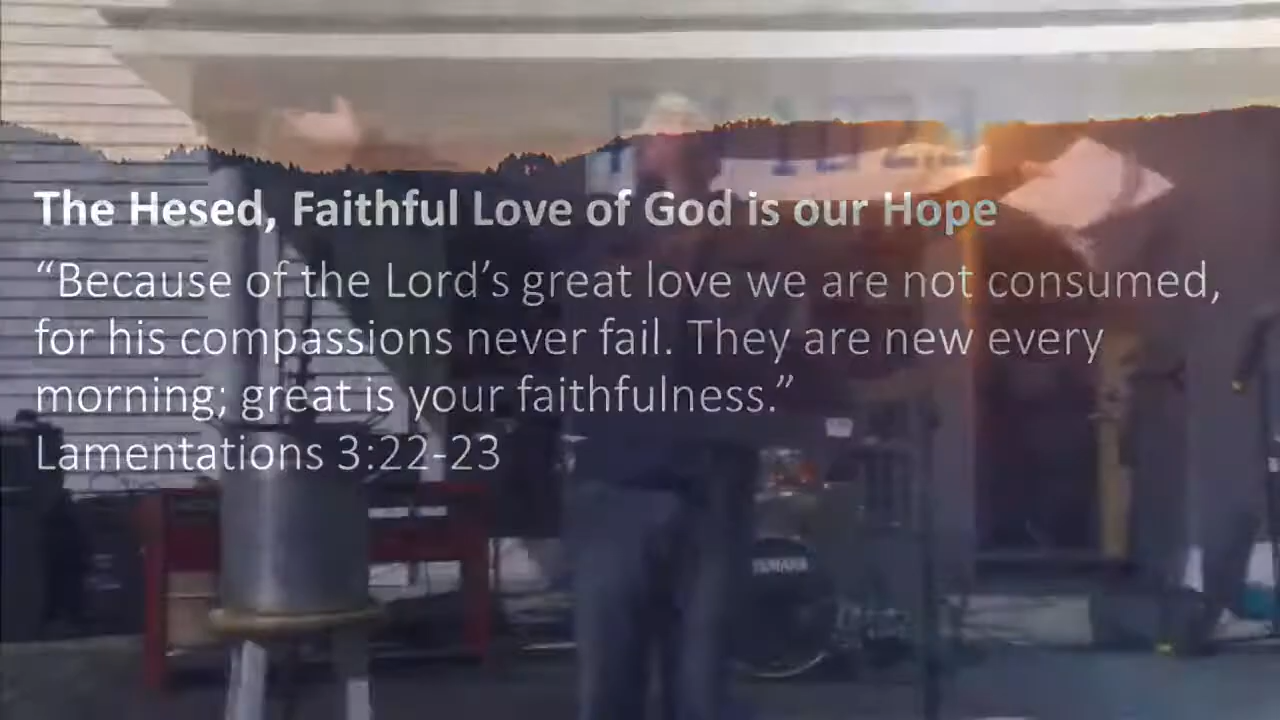 The Hesed, Faithful Love of God is our Hope
“Because of the Lord’s great love we are not consumed,
for his compassions never fail. They are new every
morning; great is your faithfulness.”
Lamentations 3:22-23
YAMAHA